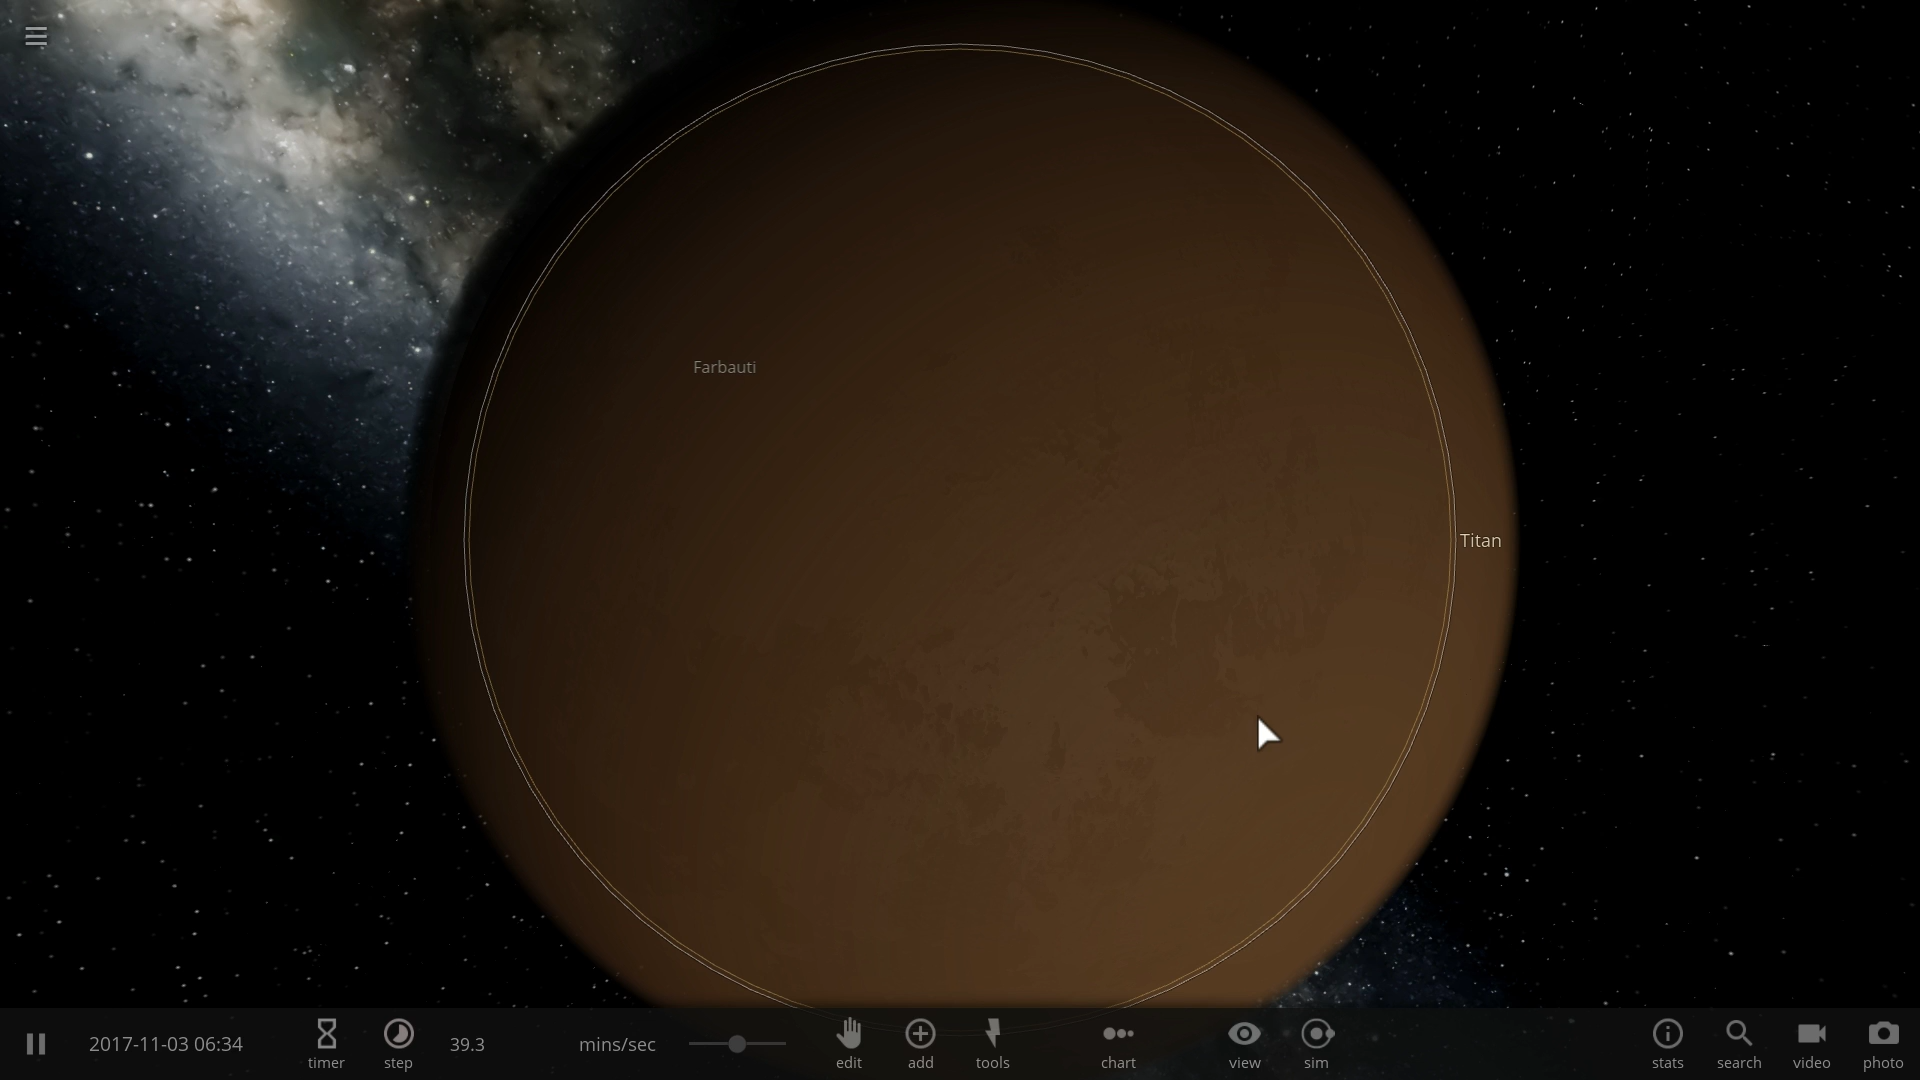 Farbauti
Titan
2017-11-03 06:34
timer
step
39.3
mins/sec
edit
add
tools
chart
view
sim
stats
search
video
photo